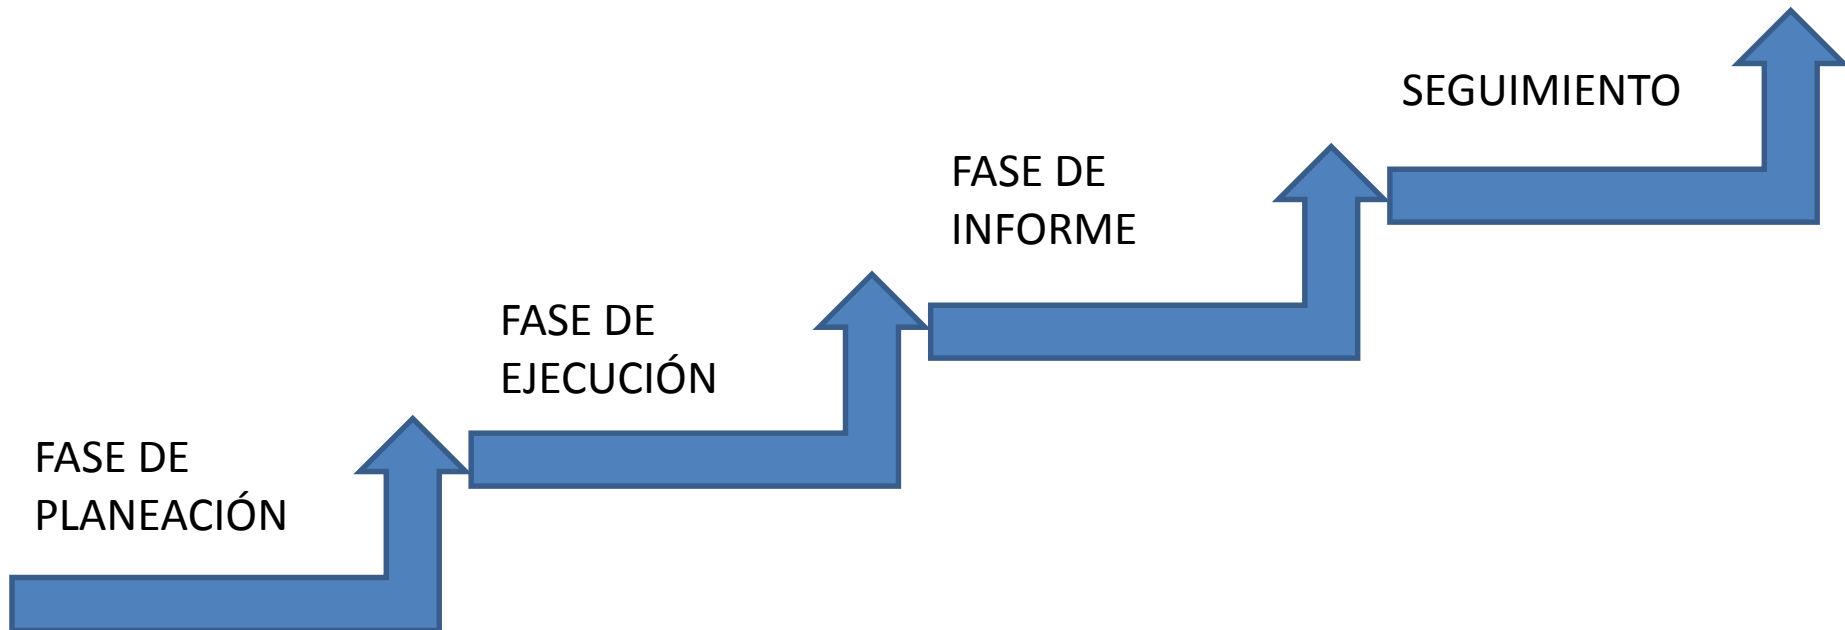 FASE DE
PLANEACIÓN
FASE DE
EJECUCIÓN
FASE DE
INFORME
SEGUIMIENTO